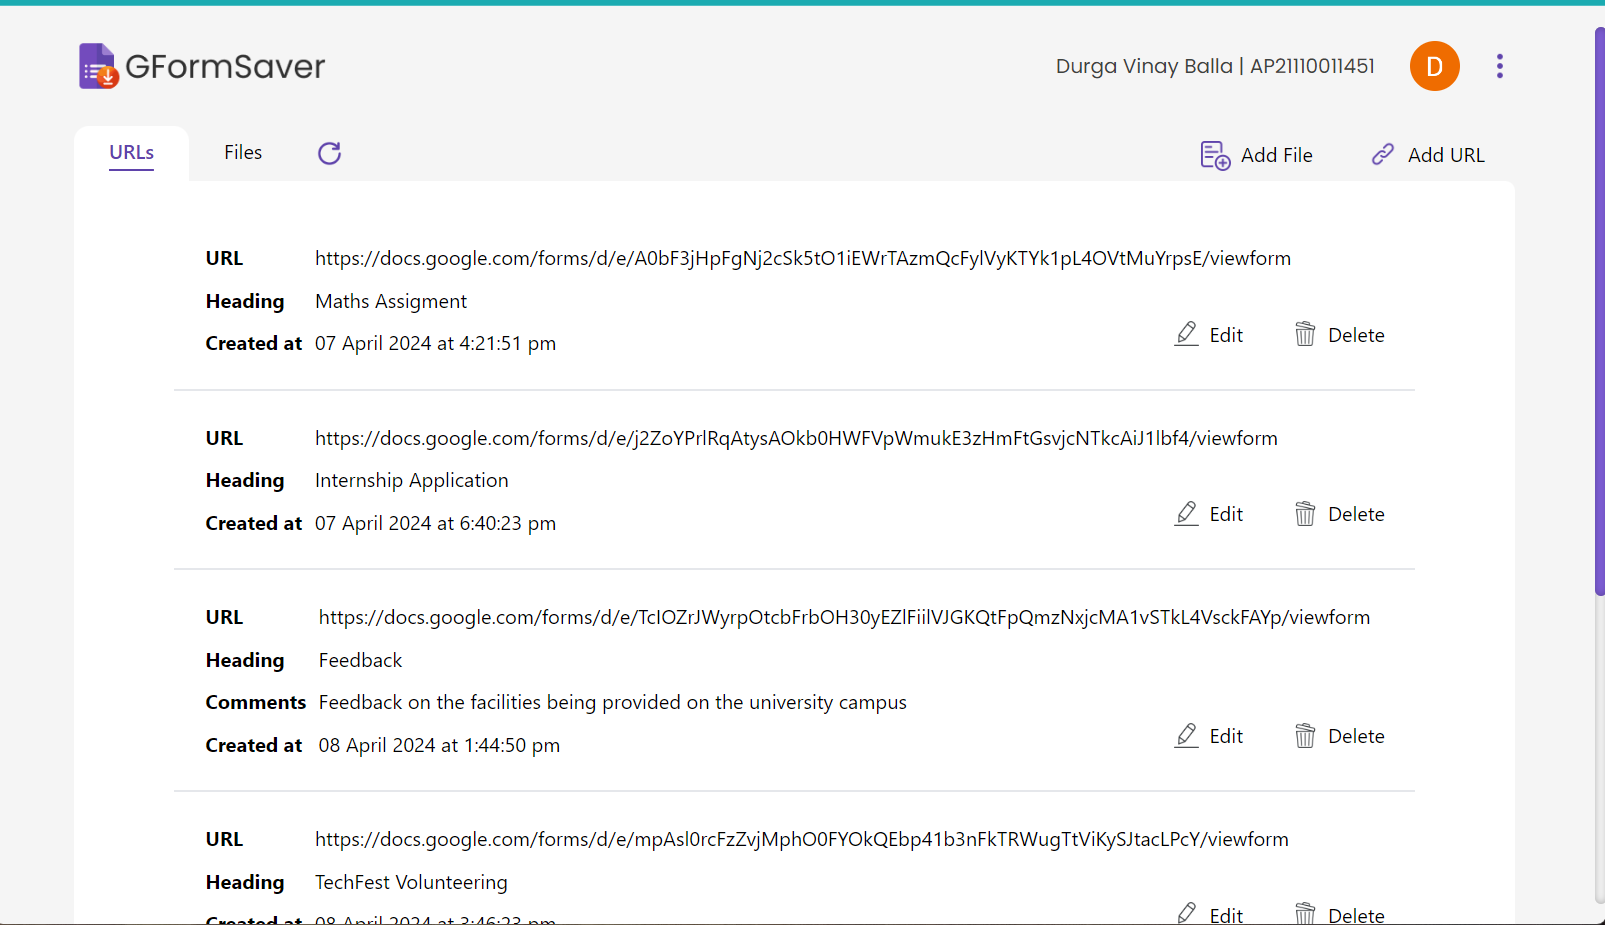 GFormSaver
Durga Vinay Balla | AP21110011451
D
URLs
Files
Add File
Add URL
URL https://docs.google.com/forms/d/e/A0bF3jHpFgNj2cSk5tO1iEWrTAzmQcFylVyKTYk1pL4OVtMuYrpsE/viewform
Heading Maths Assigment
Created at 07 April 2024 at 4:21:51 pm
Edit
Delete
URL https://docs.google.com/forms/d/e/j2ZoYPrlRqAtysAOkb0HWFVpWmukE3zHmFtGsvjcNTkcAiJ1lbf4/viewform
Heading Internship Application
Created at 07 April 2024 at 6:40:23 pm
Edit
Delete
URL https://docs.google.com/forms/d/e/TcIOZrJWyrpOtcbFrbOH30yEZlFiilVJGKQtFpQmzNxjcMA1vSTkL4VsckFAYp/viewform
Heading Feedback
Comments Feedback on the facilities being provided on the university campus
Created at 08 April 2024 at 1:44:50 pm
Edit
Delete
URL https://docs.google.com/forms/d/e/mpAsl0rcFzZvjMphO0FYOkQEbp41b3nFkTRWugTtViKySJtacLPcY/viewform
Heading TechFest Volunteering
Created at 08 April 2024 at 3:46:23 pm
Edit
Delete